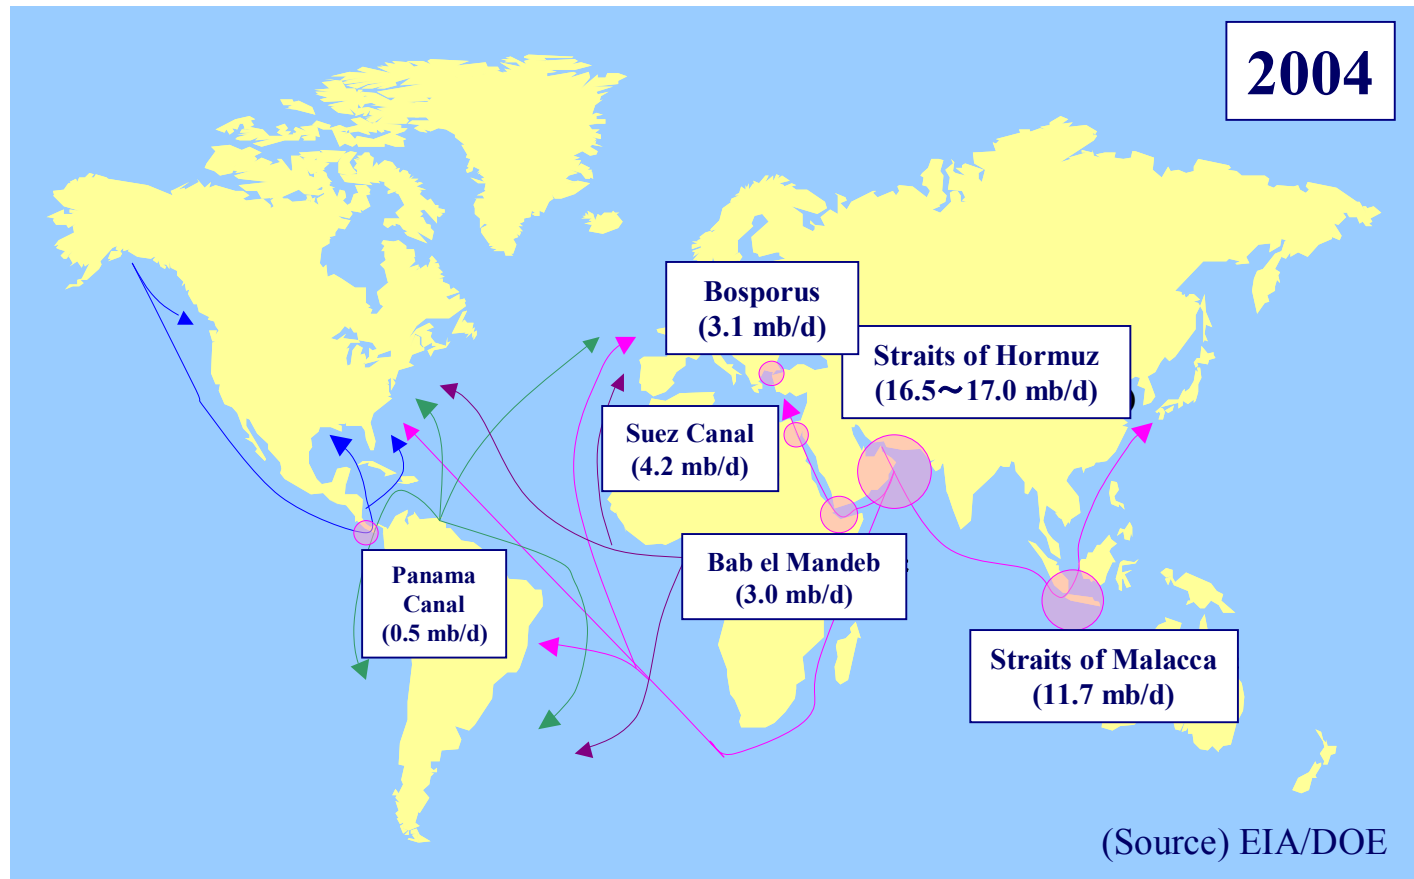 2004
Bosporus
(3.1 mb/d)
Straits of Hormuz
(16.5～17.0 mb/d)
Suez Canal
(4.2 mb/d)
Bab el Mandeb
(3.0 mb/d)
Panama
Canal
(0.5 mb/d)
Straits of Malacca
(11.7 mb/d)
(Source) EIA/DOE